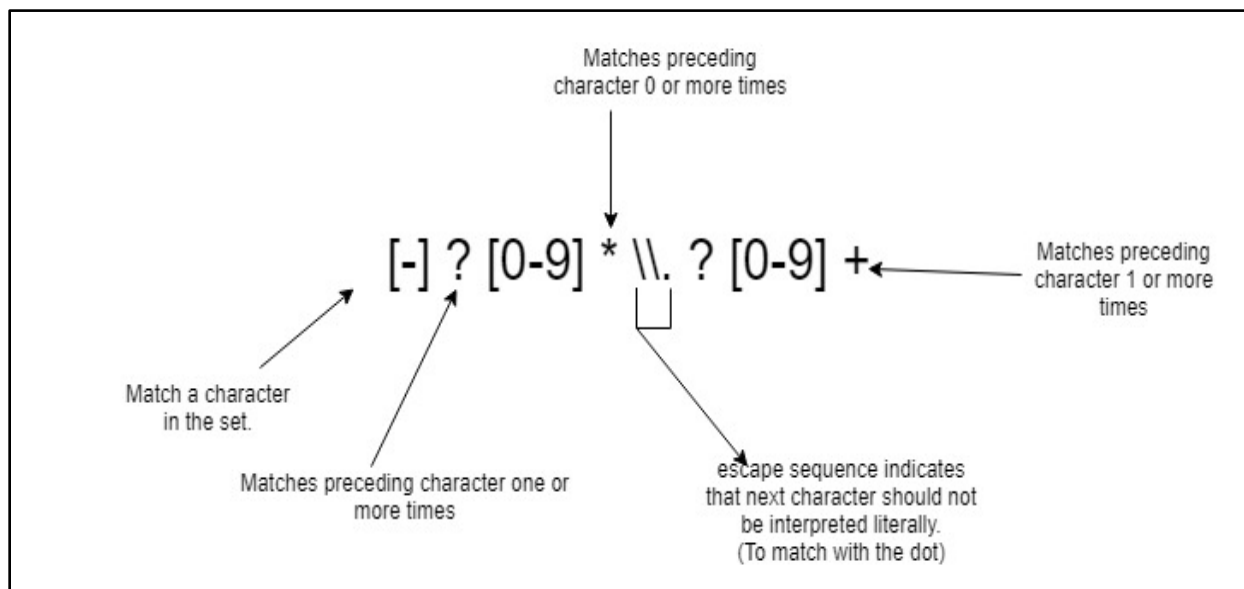 Matches preceding
character 0 or more times
[-] ? [0-9] * \\. ? [0-9] +
Matches preceding
character 1 or more
times
Match a character
in the set.
Matches preceding character one or
more times
escape sequence indicates
that next character should not
be interpreted literally.
(To match with the dot)